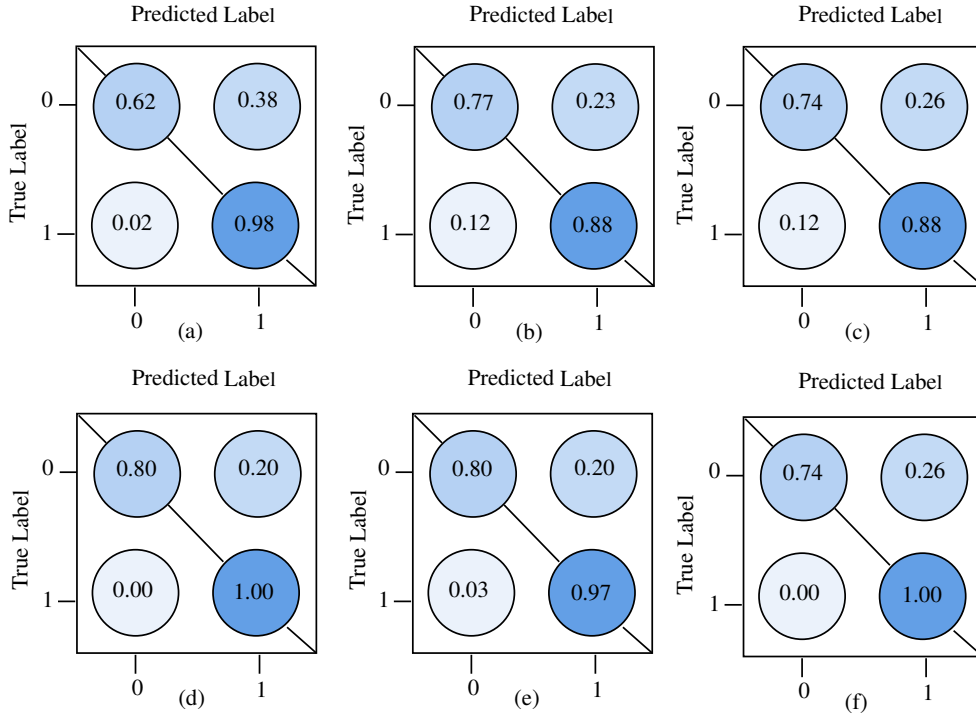 Predicted Label Predicted Label Predicted Label
True Label 0 0.62 0.38
1 0.02 0.98
0 1
(a)
True Label 0 0.77 0.23
1 0.12 0.88
0 1
(b)
True Label 0 0.74 0.26
1 0.12 0.88
0 1
(c)
Predicted Label Predicted Label Predicted Label
True Label 0 0.80 0.20
1 0.00 1.00
0 1
(d)
True Label 0 0.80 0.20
1 0.03 0.97
0 1
(e)
True Label 0 0.74 0.26
1 0.00 1.00
0 1
(f)